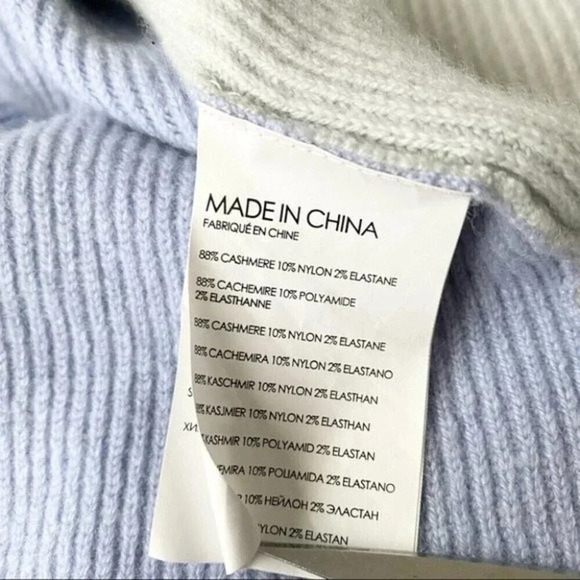 MADE IN CHINA
FABRIQUÉ EN CHINE
88% CASHMERE 10% NYLON 2% ELASTANE
88% CACHEMIRE 10% POLYAMIDE
2% ELASTHANNE
88% CASHMERE 10% NYLON 2% ELASTANE
88% CACHEMIRA 10% NYLON 2% ELASTANO
88% KASCHMIR 10% NYLON 2% ELASTHAN
88% KASJMIER 10% NYLON 2% ELASTHAN
KASHMIR 10% POLYAMID 2% ELASTAN
10% POLIAMIDA 2% ELASTANO
10% НЕЙЛОН 2% ЭЛАСТАН
2% ELASTAN